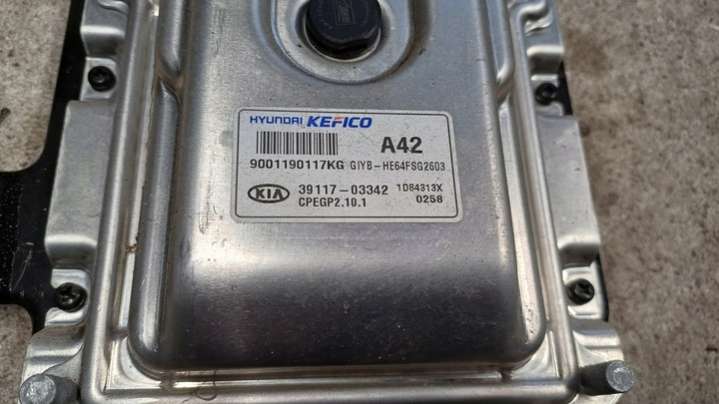 HYUNDAI KEFICO
A42
9001190117KG GIYB-HE64FSG2603
KIA 39117-03342 1D84313X
CPEGP2.10.1 0258